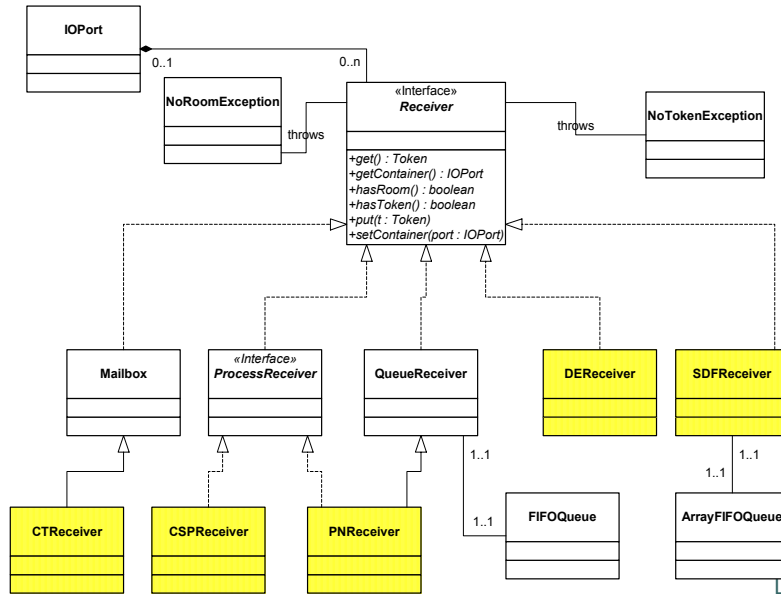 IOPort
0..1
0..n
NoRoomException
throws
«Interface»
Receiver
+get() : Token
+getContainer() : IOPort
+hasRoom() : boolean
+hasToken() : boolean
+put(t : Token)
+setContainer(port : IOPort)
throws
NoTokenException
Mailbox
«Interface»
ProcessReceiver
QueueReceiver
DEReceiver
SDFReceiver
1..1
1..1
1..1
1..1
CTReceiver
CSPReceiver
PNReceiver
FIFOQueue
ArrayFIFOQueue